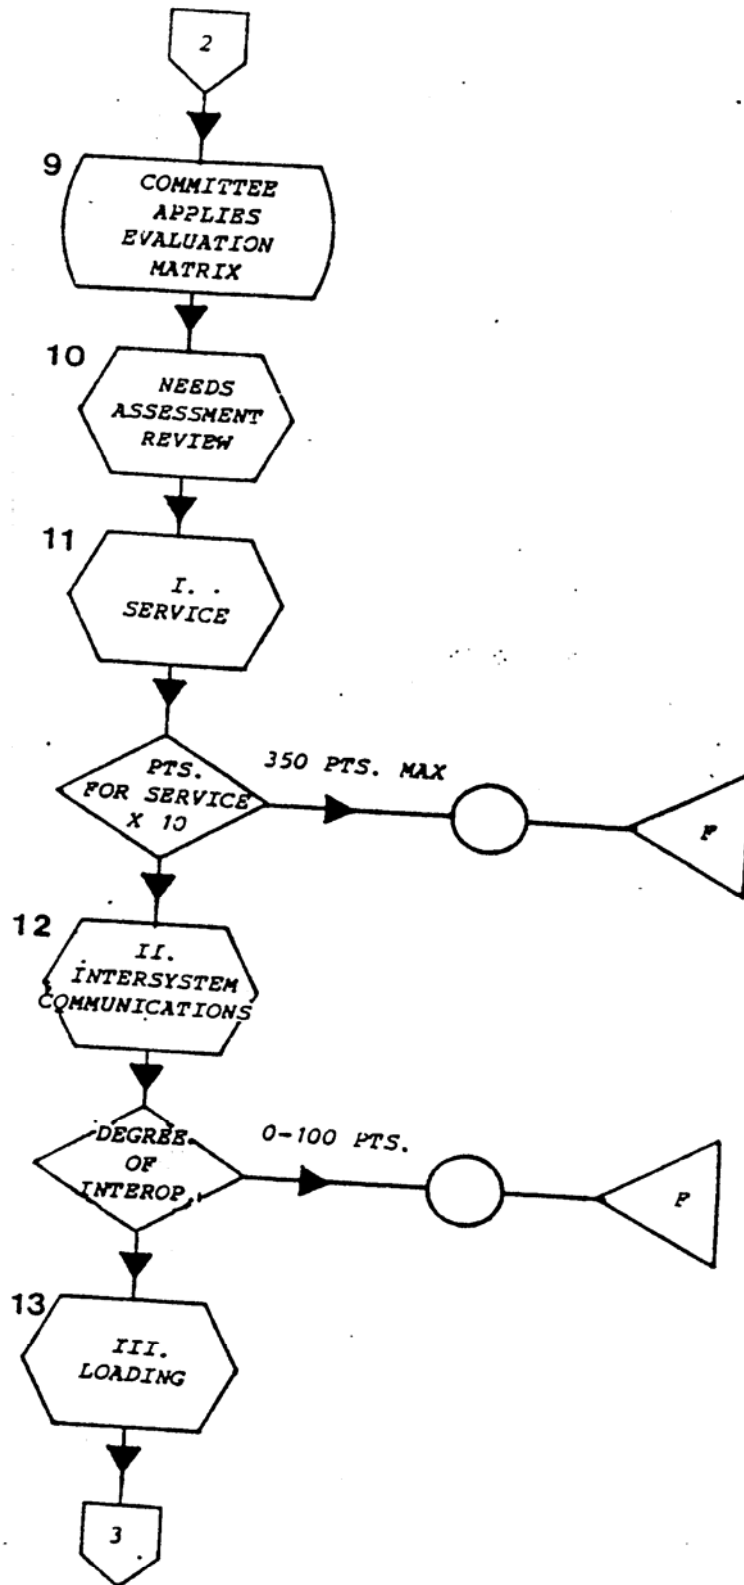 2
9
COMMITTEE
APPLIES
EVALUATION
MATRIX
10
NEEDS
ASSESSMENT
REVIEW
11
I.
SERVICE
PTS.
FOR SERVICE
X 10
350 PTS. MAX
F
12
II.
INTERSYSTEM
COMMUNICATIONS
DEGREE
OF
INTEROP.
0-100 PTS.
F
13
III.
LOADING
3